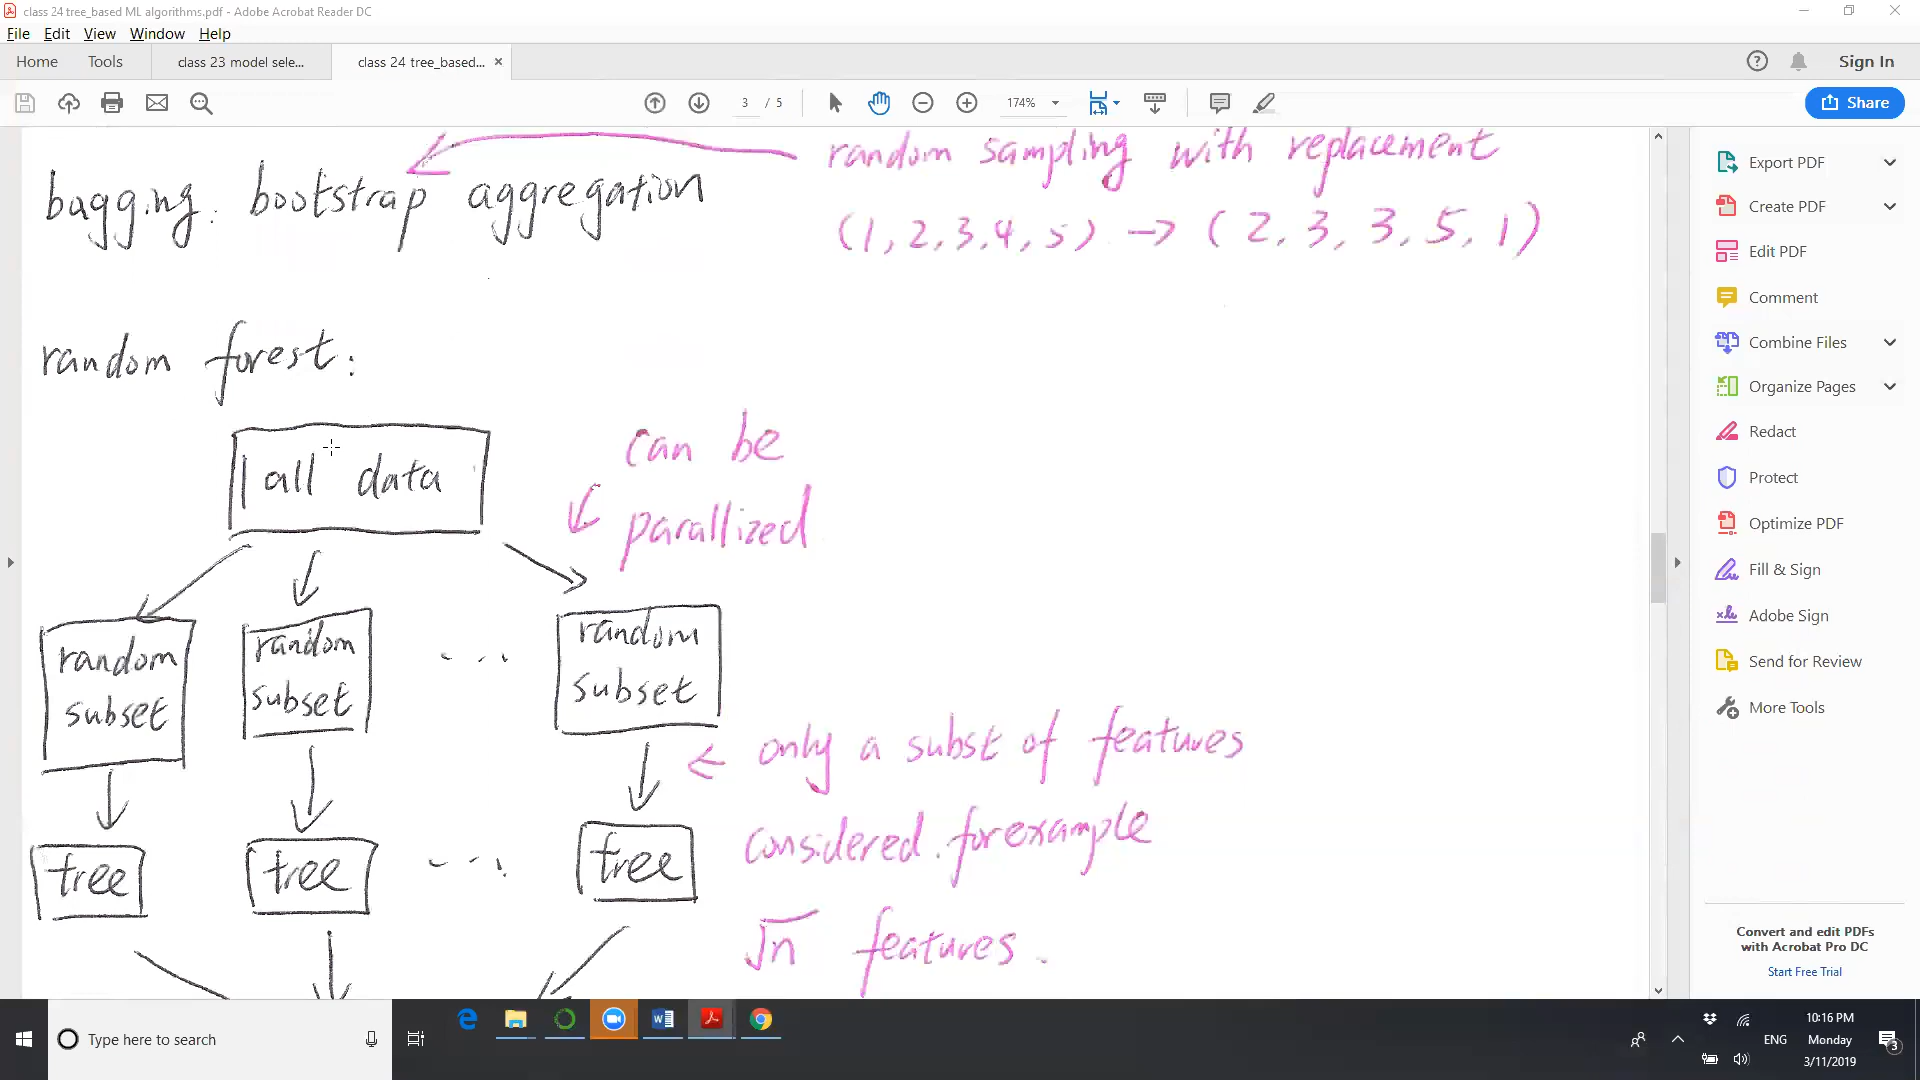 class 24 tree_based ML algorithms.pdf - Adobe Acrobat Reader DC
File Edit View Window Help
Home Tools class 23 model sele... class 24 tree_based... × Sign In
3 / 5 174% Share
random sampling with replacement
bagging: bootstrap aggregation
(1, 2, 3, 4, 5) → (2, 3, 3, 5, 1)
random forest:
all data
can be
parallized
random
subset
random
subset
...
random
subset
only a subst of features
considered. for example
√n features.
tree
tree
...
tree
Export PDF
Create PDF
Edit PDF
Comment
Combine Files
Organize Pages
Redact
Protect
Optimize PDF
Fill & Sign
Adobe Sign
Send for Review
More Tools
Convert and edit PDFs
with Acrobat Pro DC
Start Free Trial
Type here to search
ENG
10:16 PM
Monday
3/11/2019
3